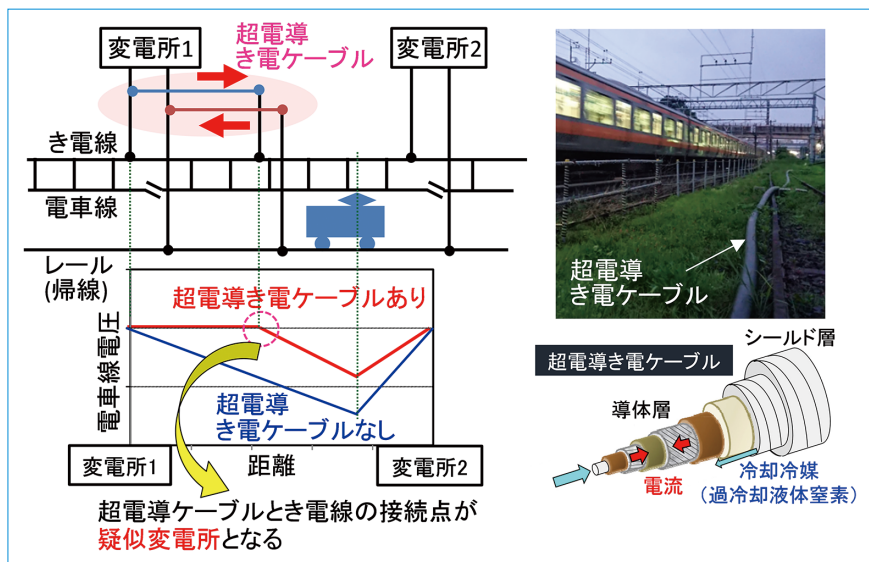 変電所1
超電導
き電ケーブル
変電所2
き電線
電車線
レール
(帰線)
超電導き電ケーブルあり
電車線電圧
超電導
き電ケーブルなし
変電所1
距離
変電所2
超電導ケーブルとき電線の接続点が
疑似変電所となる
超電導
き電ケーブル
シールド層
超電導き電ケーブル
導体層
電流
冷却冷媒
（過冷却液体窒素）